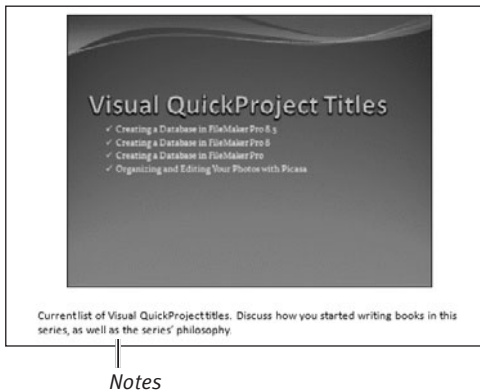 Visual QuickProject Titles
✓ Creating a Database in FileMaker Pro 8.5
✓ Creating a Database in FileMaker Pro 8
✓ Creating a Database in FileMaker Pro
✓ Organizing and Editing Your Photos with Picasa
Current list of Visual QuickProject titles. Discuss how you started writing books in this
series, as well as the series' philosophy.
Notes